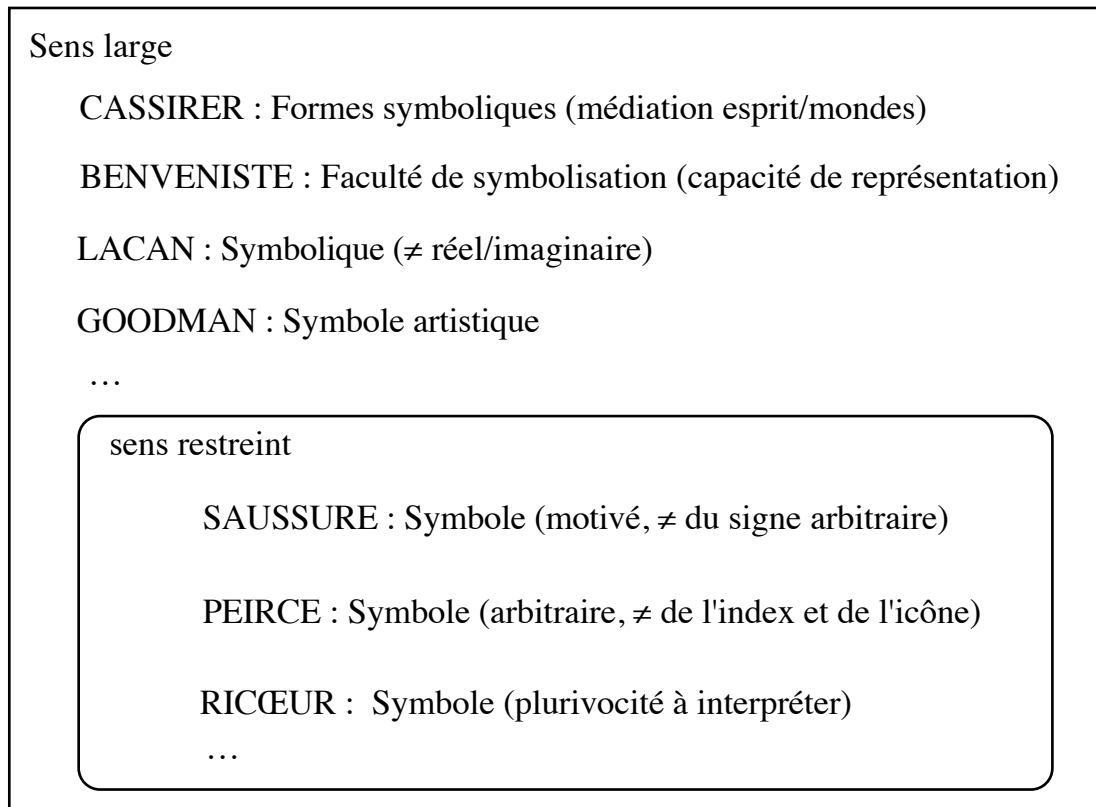 Sens large
CASSIRER : Formes symboliques (médiation esprit/mondes)
BENVENISTE : Faculté de symbolisation (capacité de représentation)
LACAN : Symbolique (≠ réel/imaginaire)
GOODMAN : Symbole artistique
…
sens restreint
SAUSSURE : Symbole (motivé, ≠ du signe arbitraire)
PEIRCE : Symbole (arbitraire, ≠ de l'index et de l'icône)
RICŒUR : Symbole (plurivocité à interpréter)
…